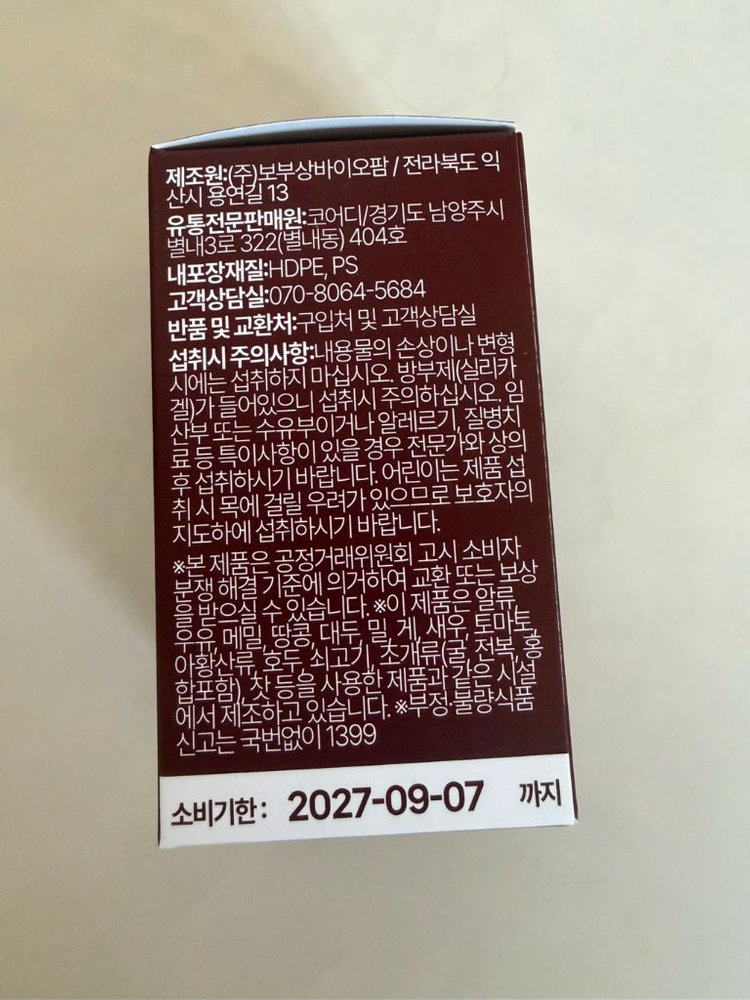 제조원:(주)보부상바이오팜 / 전라북도 익
산시 용연길 13
유통전문판매원:코어디/경기도 남양주시
별내3로 322(별내동) 404호
내포장재질:HDPE, PS
고객상담실:070-8064-5684
반품 및 교환처:구입처 및 고객상담실
섭취시 주의사항:내용물의 손상이나 변형
시에는 섭취하지 마십시오. 방부제(실리카
겔)가 들어있으니 섭취시 주의하십시오. 임
산부 또는 수유부이거나 알레르기, 질병치
료 등 특이사항이 있을 경우 전문가와 상의
후 섭취하시기 바랍니다. 어린이는 제품 섭
취 시 목에 걸릴 우려가 있으므로 보호자의
지도하에 섭취하시기 바랍니다.
※본 제품은 공정거래위원회 고시 소비자
분쟁 해결 기준에 의거하여 교환 또는 보상
을 받으실 수 있습니다. ※이 제품은 알류,
우유, 메밀, 땅콩, 대두, 밀, 게, 새우, 토마토,
아황산류, 호두, 쇠고기, 조개류(굴, 전복, 홍
합포함), 잣 등을 사용한 제품과 같은 시설
에서 제조하고 있습니다. ※부정·불량식품
신고는 국번없이 1399
소비기한 : 2027-09-07 까지